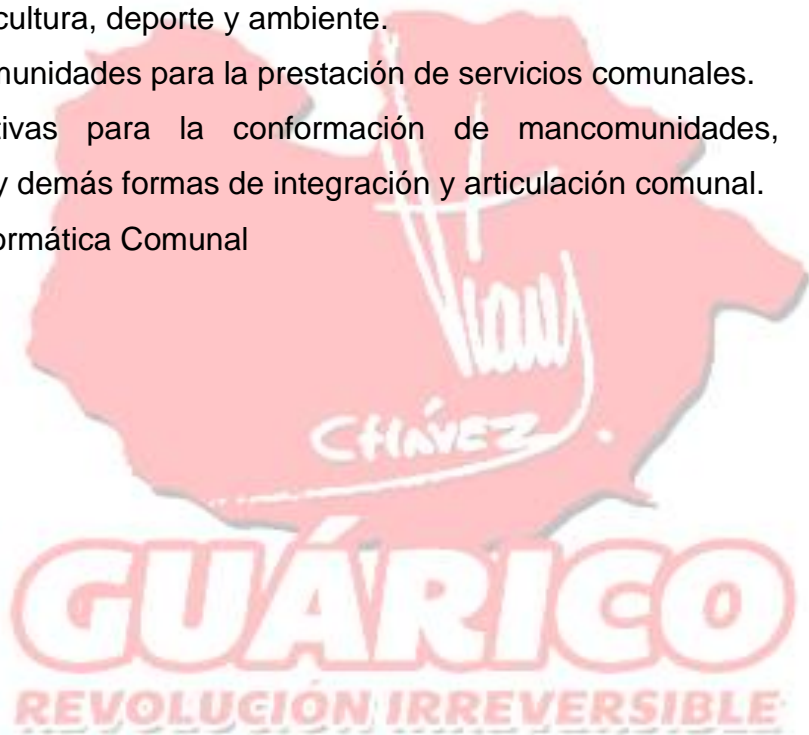 cultura, deporte y ambiente.
munidades para la prestación de servicios comunales.
tivas para la conformación de mancomunidades,
y demás formas de integración y articulación comunal.
ormática Comunal
CHÁVEZ
GUÁRICO
REVOLUCIÓN IRREVERSIBLE